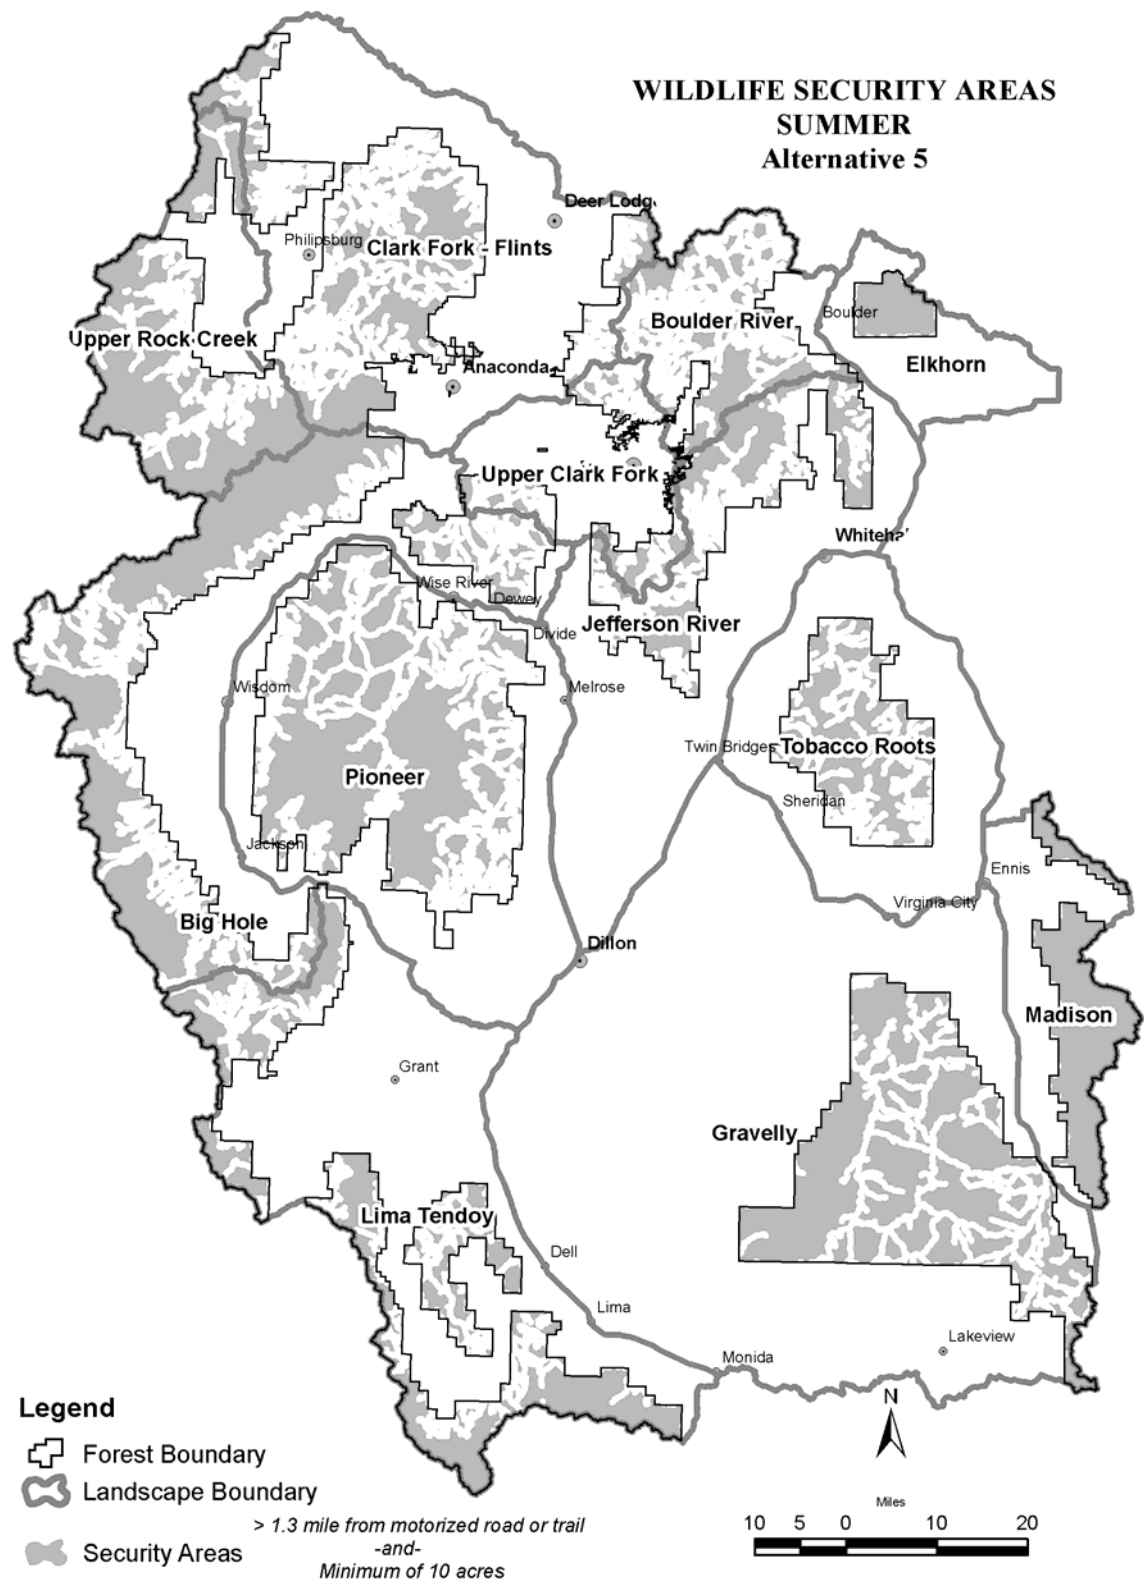 WILDLIFE SECURITY AREAS
SUMMER
Alternative 5
Deer Lodg
Philipsburg
Clark Fork - Flints
Boulder
Boulder River
Upper Rock Creek
Elkhorn
Anaconda
Upper Clark Fork
Whiteha
Wise River
Dewey
Jefferson River
Divide
Wisdom
Melrose
Twin Bridges
Tobacco Roots
Pioneer
Sheridan
Jackson
Ennis
Virginia City
Big Hole
Dillon
Madison
Grant
Gravelly
Lima Tendoy
Dell
Lima
Lakeview
Monida
N
Legend
Forest Boundary
Landscape Boundary
Security Areas
> 1.3 mile from motorized road or trail
-and-
Minimum of 10 acres
Miles
10 5 0 10 20